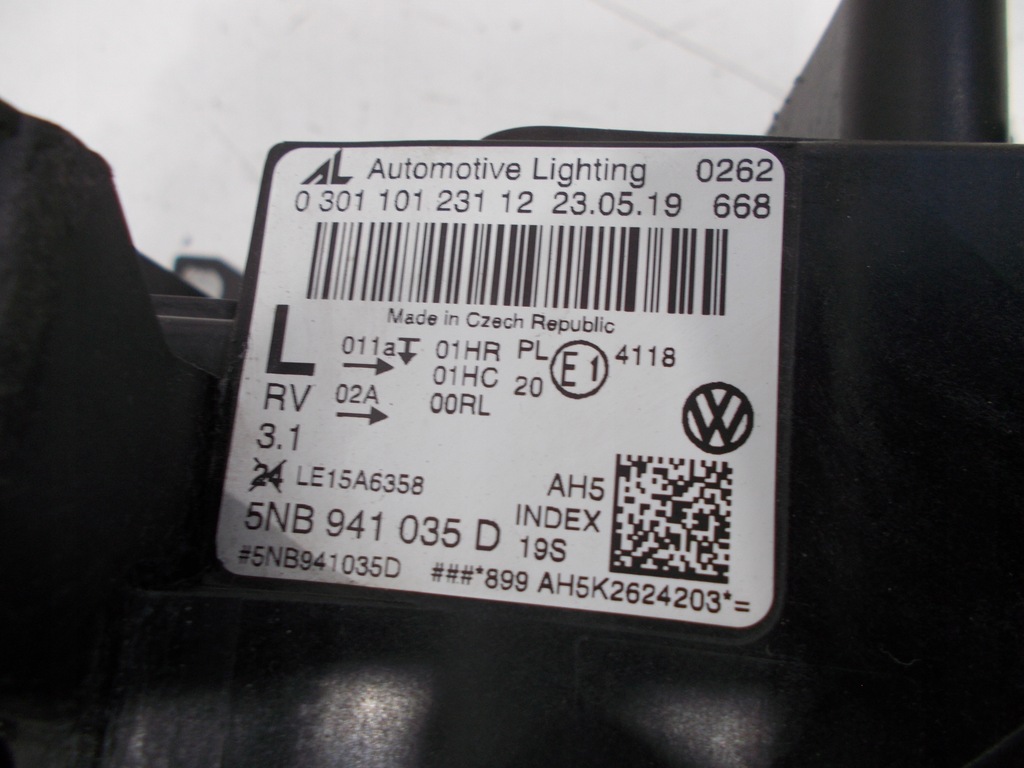 AL Automotive Lighting 0262
0 301 101 231 12 23.05.19 668
Made in Czech Republic
L 011a 01HR PL E1 4118
01HC 20
RV 02A 00RL
3.1
24 LE15A6358 AH5
5NB 941 035 D INDEX
19S
#5NB941035D ###*899 AH5K2624203*=
VW